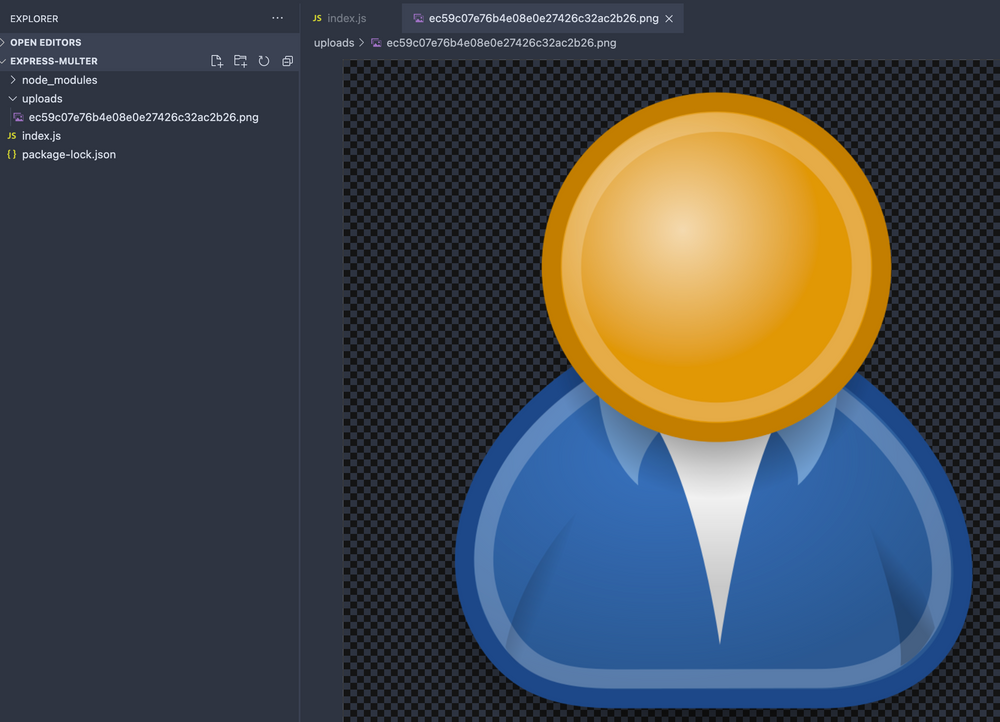 EXPLORER
OPEN EDITORS
EXPRESS-MULTER
node_modules
uploads
ec59c07e76b4e08e0e27426c32ac2b26.png
JS index.js
{ } package-lock.json
JS index.js
ec59c07e76b4e08e0e27426c32ac2b26.png
uploads > ec59c07e76b4e08e0e27426c32ac2b26.png